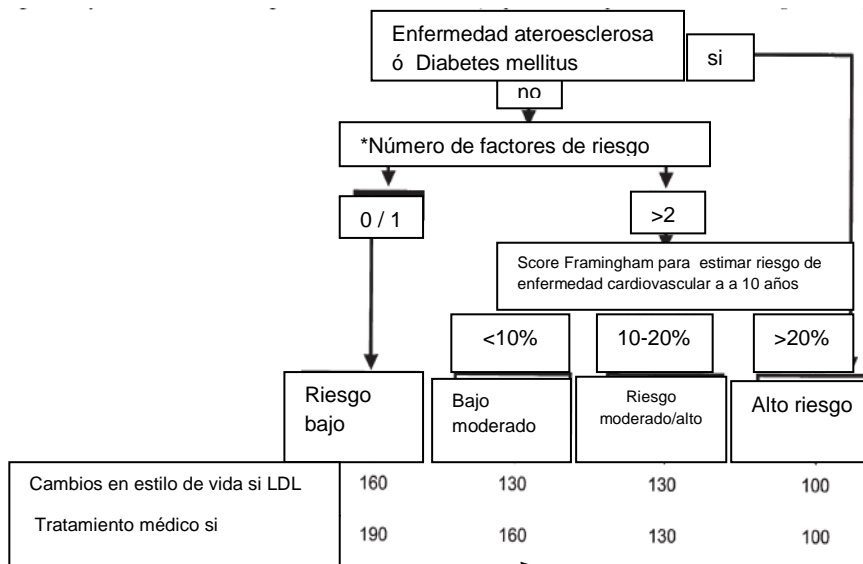 Enfermedad ateroesclerosa
ó Diabetes mellitus
si
no
*Número de factores de riesgo
0 / 1
>2
Score Framingham para estimar riesgo de
enfermedad cardiovascular a a 10 años
<10%
10-20%
>20%
Riesgo
bajo
Bajo
moderado
Riesgo
moderado/alto
Alto riesgo
Cambios en estilo de vida si LDL 160 130 130 100
Tratamiento médico si 190 160 130 100